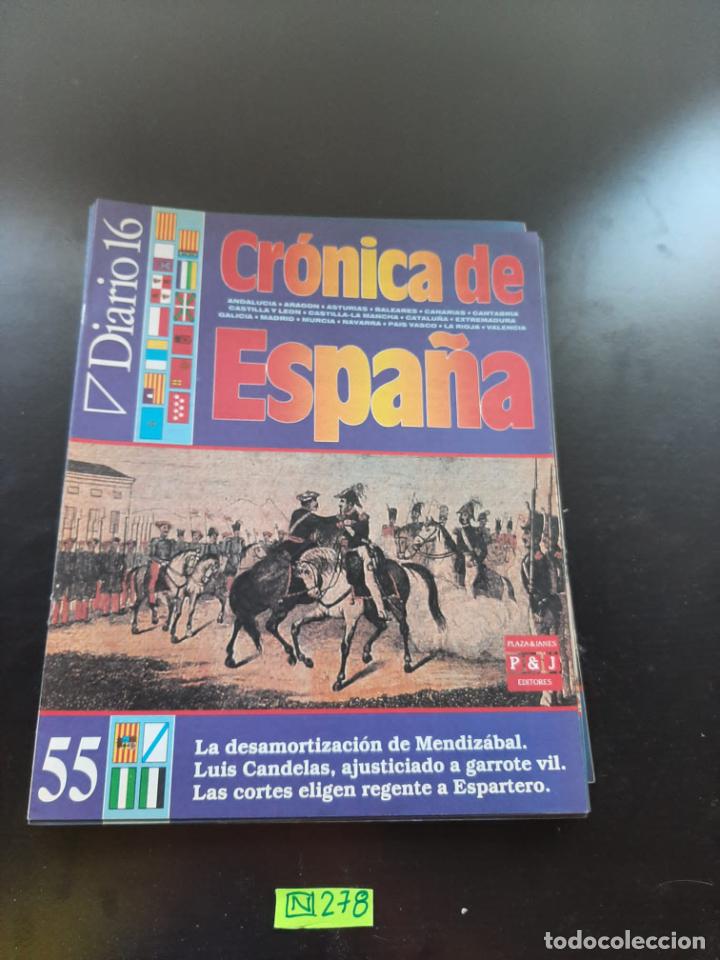 Diario 16
Crónica de
ANDALUCIA • ARAGON • ASTURIAS • BALEARES • CANARIAS • CANTABRIA
CASTILLA Y LEON • CASTILLA-LA MANCHA • CATALUÑA • EXTREMADURA
GALICIA • MADRID • MURCIA • NAVARRA • PAIS VASCO • LA RIOJA • VALENCIA
España
PLAZA & JANES
P & J
EDITORES
55
La desamortización de Mendizábal.
Luis Candelas, ajusticiado a garrote vil.
Las cortes eligen regente a Espartero.
N 278
todocoleccion